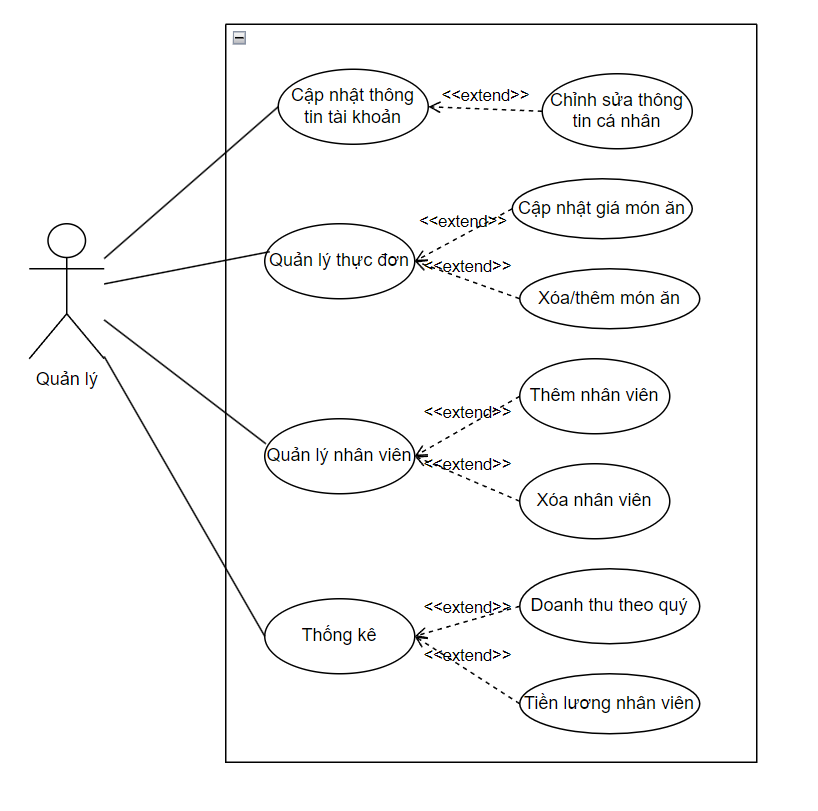 Cập nhật thông
tin tài khoản
<<extend>>
Chỉnh sửa thông
tin cá nhân
Quản lý thực đơn
<<extend>>
Cập nhật giá món ăn
<<extend>>
Xóa/thêm món ăn
Quản lý
Quản lý nhân viên
<<extend>>
Thêm nhân viên
<<extend>>
Xóa nhân viên
Thống kê
<<extend>>
Doanh thu theo quý
<<extend>>
Tiền lương nhân viên